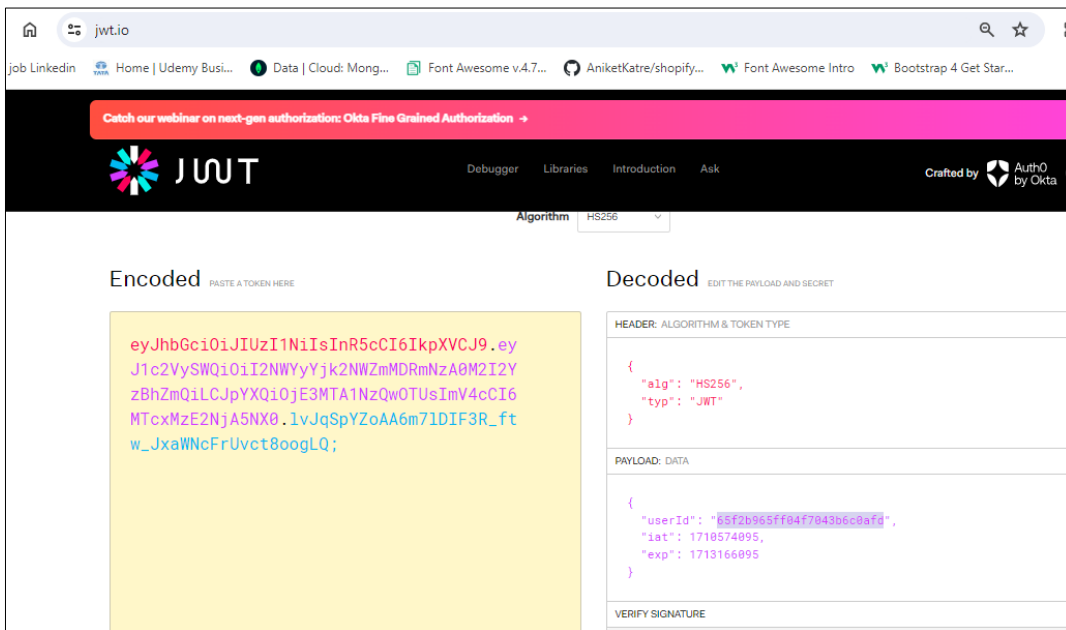 jwt.io
job Linkedin Home | Udemy Busi... Data | Cloud: Mong... Font Awesome v.4.7... AniketKatre/shopify... Font Awesome Intro Bootstrap 4 Get Star...
Catch our webinar on next-gen authorization: Okta Fine Grained Authorization →
JWT Debugger Libraries Introduction Ask Crafted by Auth0 by Okta
Algorithm HS256
Encoded PASTE A TOKEN HERE
eyJhbGciOiJIUzI1NiIsInR5cCI6IkpXVCJ9.ey
J1c2VySWQiOiI2NWYyYjk2NWZmMDRmNzA0M2I2Y
zBhZmQiLCJpYXQiOjE3MTA1NzQwOTUsImV4cCI6
MTcxMzE2NjA5NX0.lvJqSpYZoAA6m7lDIF3R_ft
w_JxaWNcFrUvct8oogLQ;
Decoded EDIT THE PAYLOAD AND SECRET
HEADER: ALGORITHM & TOKEN TYPE
{
"alg": "HS256",
"typ": "JWT"
}
PAYLOAD: DATA
{
"userId": "65f2b965ff04f7043b6c0afd",
"iat": 1710574095,
"exp": 1713166095
}
VERIFY SIGNATURE